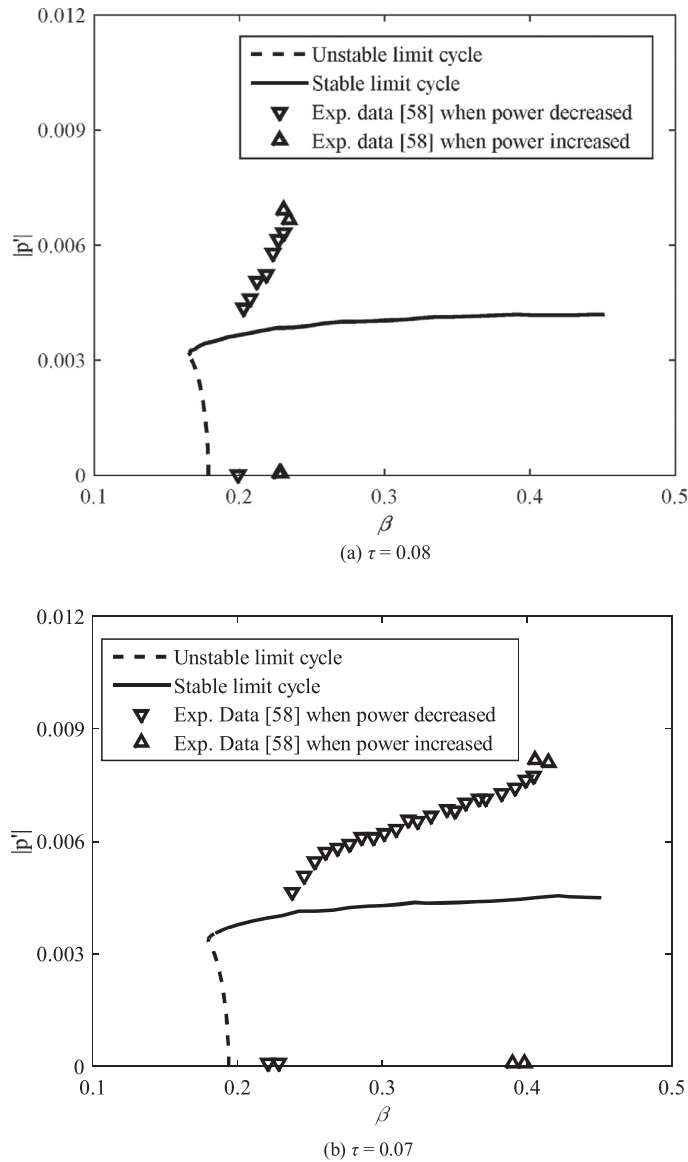 0.012
Unstable limit cycle
Stable limit cycle
Exp. data [58] when power decreased
Exp. data [58] when power increased
0.009
0.006
|p'|
0.003
0
0.1 0.2 0.3 0.4 0.5
β
(a) τ = 0.08
0.012
Unstable limit cycle
Stable limit cycle
Exp. Data [58] when power decreased
Exp. Data [58] when power increased
0.009
0.006
|p'|
0.003
0
0.1 0.2 0.3 0.4 0.5
β
(b) τ = 0.07